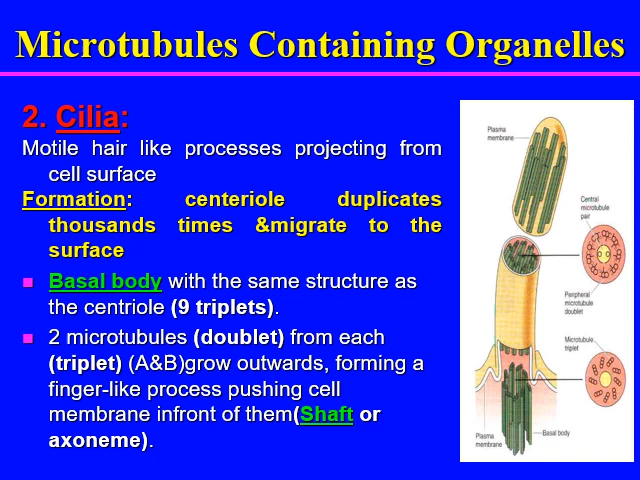 Microtubules Containing Organelles
2. Cilia:
Motile hair like processes projecting from
cell surface
Formation: centeriole duplicates
thousands times &migrate to the
surface
Basal body with the same structure as
the centriole (9 triplets).
2 microtubules (doublet) from each
(triplet) (A&B)grow outwards, forming a
finger-like process pushing cell
membrane infront of them(Shaft or
axoneme).
Plasma
membrane
Central
microtubule
pair
Peripheral
microtubule
doublet
Microtubule
triplet
Plasma
membrane
Basal body